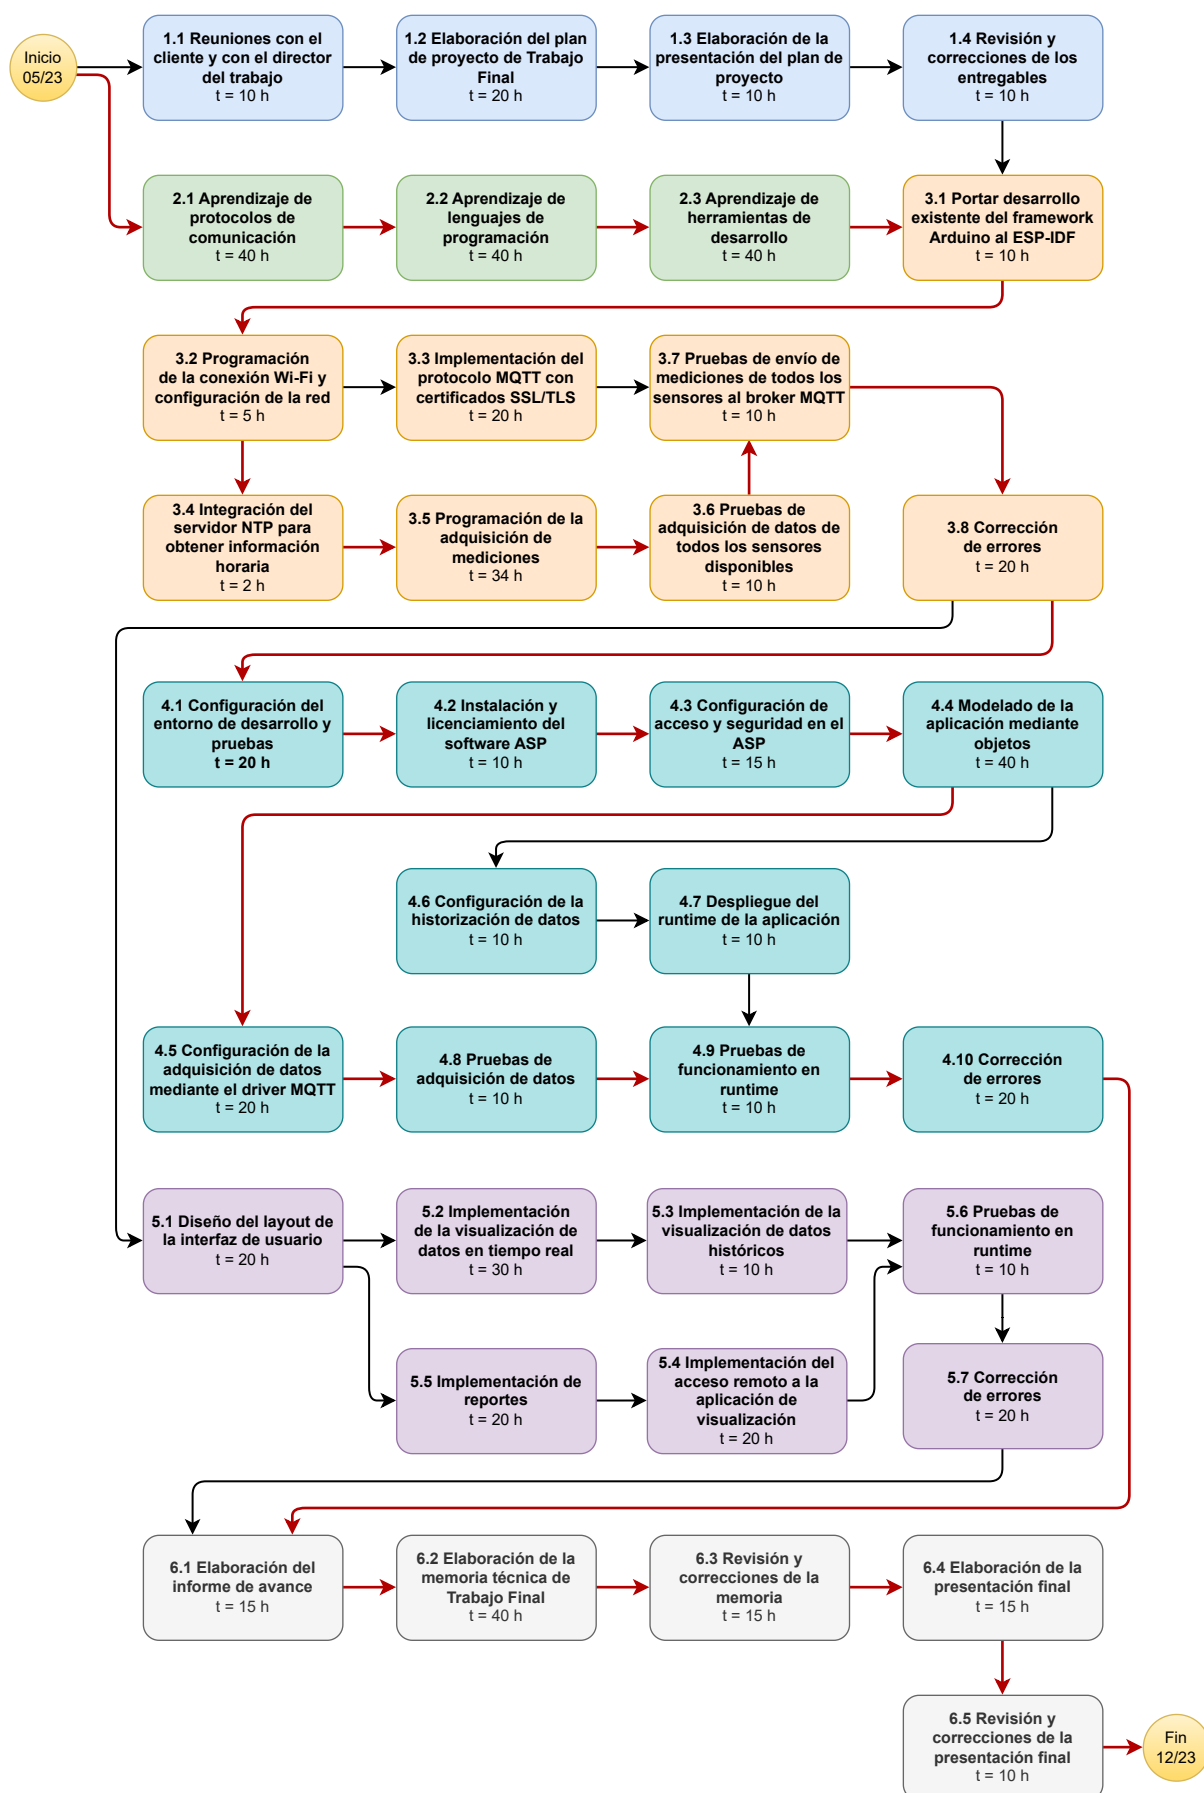 Inicio
05/23
1.1 Reuniones con el
cliente y con el director
del trabajo
t = 10 h
1.2 Elaboración del plan
de proyecto de Trabajo
Final
t = 20 h
1.3 Elaboración de la
presentación del plan de
proyecto
t = 10 h
1.4 Revisión y
correcciones de los
entregables
t = 10 h
2.1 Aprendizaje de
protocolos de
comunicación
t = 40 h
2.2 Aprendizaje de
lenguajes de
programación
t = 40 h
2.3 Aprendizaje de
herramientas de
desarrollo
t = 40 h
3.1 Portar desarrollo
existente del framework
Arduino al ESP-IDF
t = 10 h
3.2 Programación
de la conexión Wi-Fi y
configuración de la red
t = 5 h
3.3 Implementación del
protocolo MQTT con
certificados SSL/TLS
t = 20 h
3.7 Pruebas de envío de
mediciones de todos los
sensores al broker MQTT
t = 10 h
3.4 Integración del
servidor NTP para
obtener información
horaria
t = 2 h
3.5 Programación de la
adquisición de
mediciones
t = 34 h
3.6 Pruebas de
adquisición de datos de
todos los sensores
disponibles
t = 10 h
3.8 Corrección
de errores
t = 20 h
4.1 Configuración del
entorno de desarrollo y
pruebas
t = 20 h
4.2 Instalación y
licenciamiento del
software ASP
t = 10 h
4.3 Configuración de
acceso y seguridad en el
ASP
t = 15 h
4.4 Modelado de la
aplicación mediante
objetos
t = 40 h
4.6 Configuración de la
historización de datos
t = 10 h
4.7 Despliegue del
runtime de la aplicación
t = 10 h
4.5 Configuración de la
adquisición de datos
mediante el driver MQTT
t = 20 h
4.8 Pruebas de
adquisición de datos
t = 10 h
4.9 Pruebas de
funcionamiento en
runtime
t = 10 h
4.10 Corrección
de errores
t = 20 h
5.1 Diseño del layout de
la interfaz de usuario
t = 20 h
5.2 Implementación
de la visualización de
datos en tiempo real
t = 30 h
5.3 Implementación de la
visualización de datos
históricos
t = 10 h
5.6 Pruebas de
funcionamiento en
runtime
t = 10 h
5.5 Implementación de
reportes
t = 20 h
5.4 Implementación del
acceso remoto a la
aplicación de
visualización
t = 20 h
5.7 Corrección
de errores
t = 20 h
6.1 Elaboración del
informe de avance
t = 15 h
6.2 Elaboración de la
memoria técnica de
Trabajo Final
t = 40 h
6.3 Revisión y
correcciones de la
memoria
t = 15 h
6.4 Elaboración de la
presentación final
t = 15 h
6.5 Revisión y
correcciones de la
presentación final
t = 10 h
Fin
12/23